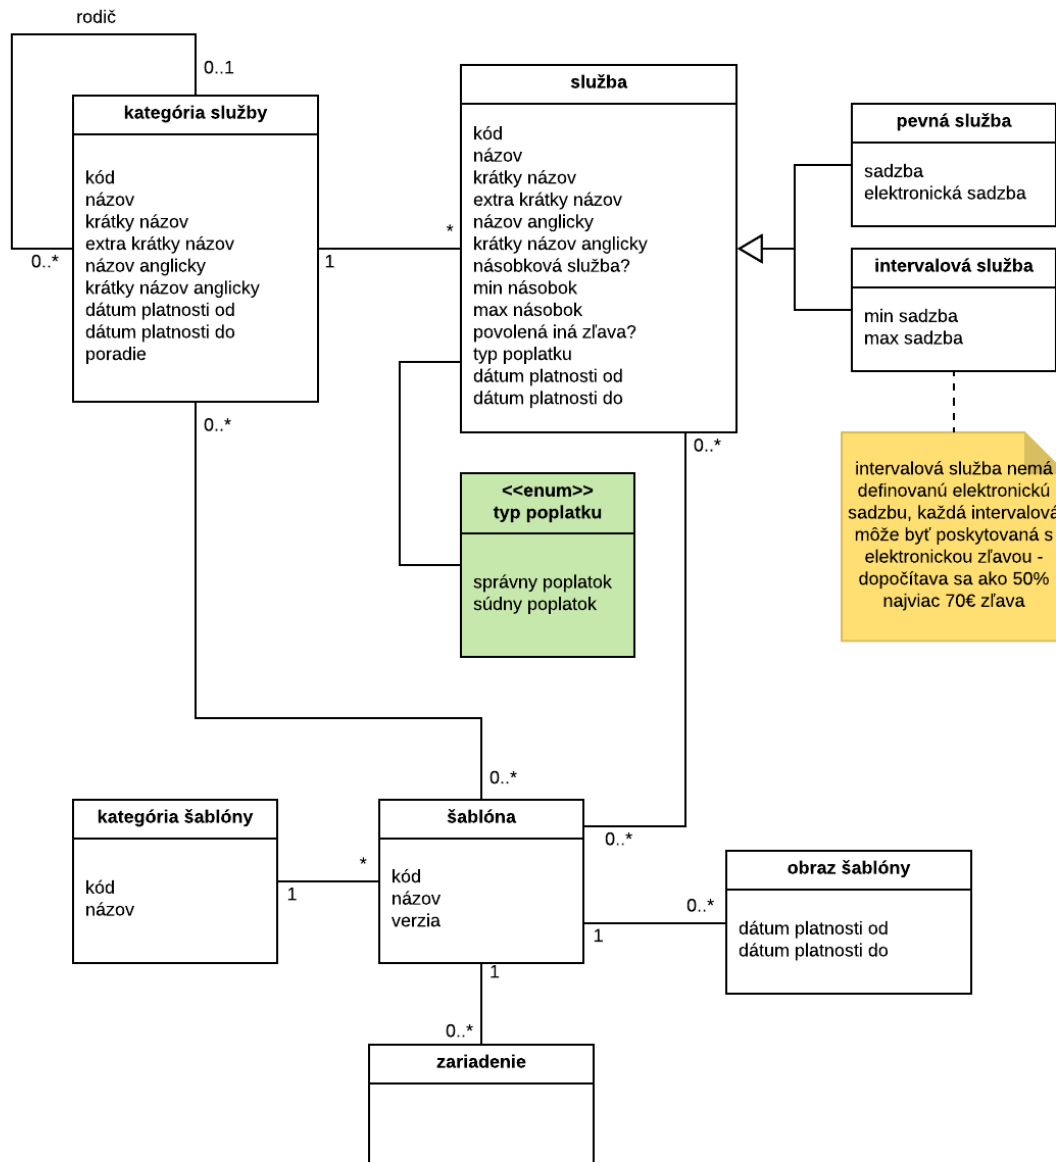 rodič
0..1
kategória služby
kód
názov
krátky názov
extra krátky názov
názov anglicky
krátky názov anglicky
dátum platnosti od
dátum platnosti do
poradie
0..*
1
*
0..*
služba
kód
názov
krátky názov
extra krátky názov
názov anglicky
krátky názov anglicky
násobková služba?
min násobok
max násobok
povolená iná zľava?
typ poplatku
dátum platnosti od
dátum platnosti do
0..*
pevná služba
sadzba
elektronická sadzba
intervalová služba
min sadzba
max sadzba
intervalová služba nemá
definovanú elektronickú
sadzbu, každá intervalová
môže byť poskytovaná s
elektronickou zľavou -
dopočítava sa ako 50%
najviac 70€ zľava
<<enum>>
typ poplatku
správny poplatok
súdny poplatok
0..*
kategória šablóny
kód
názov
1
*
šablóna
kód
názov
verzia
0..*
1
0..*
obraz šablóny
dátum platnosti od
dátum platnosti do
1
0..*
zariadenie